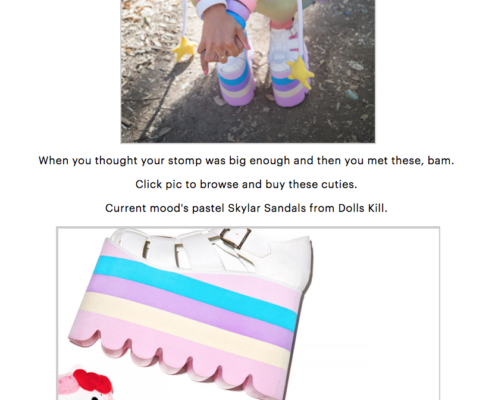 When you thought your stomp was big enough and then you met these, bam.
Click pic to browse and buy these cuties.
Current mood's pastel Skylar Sandals from Dolls Kill.